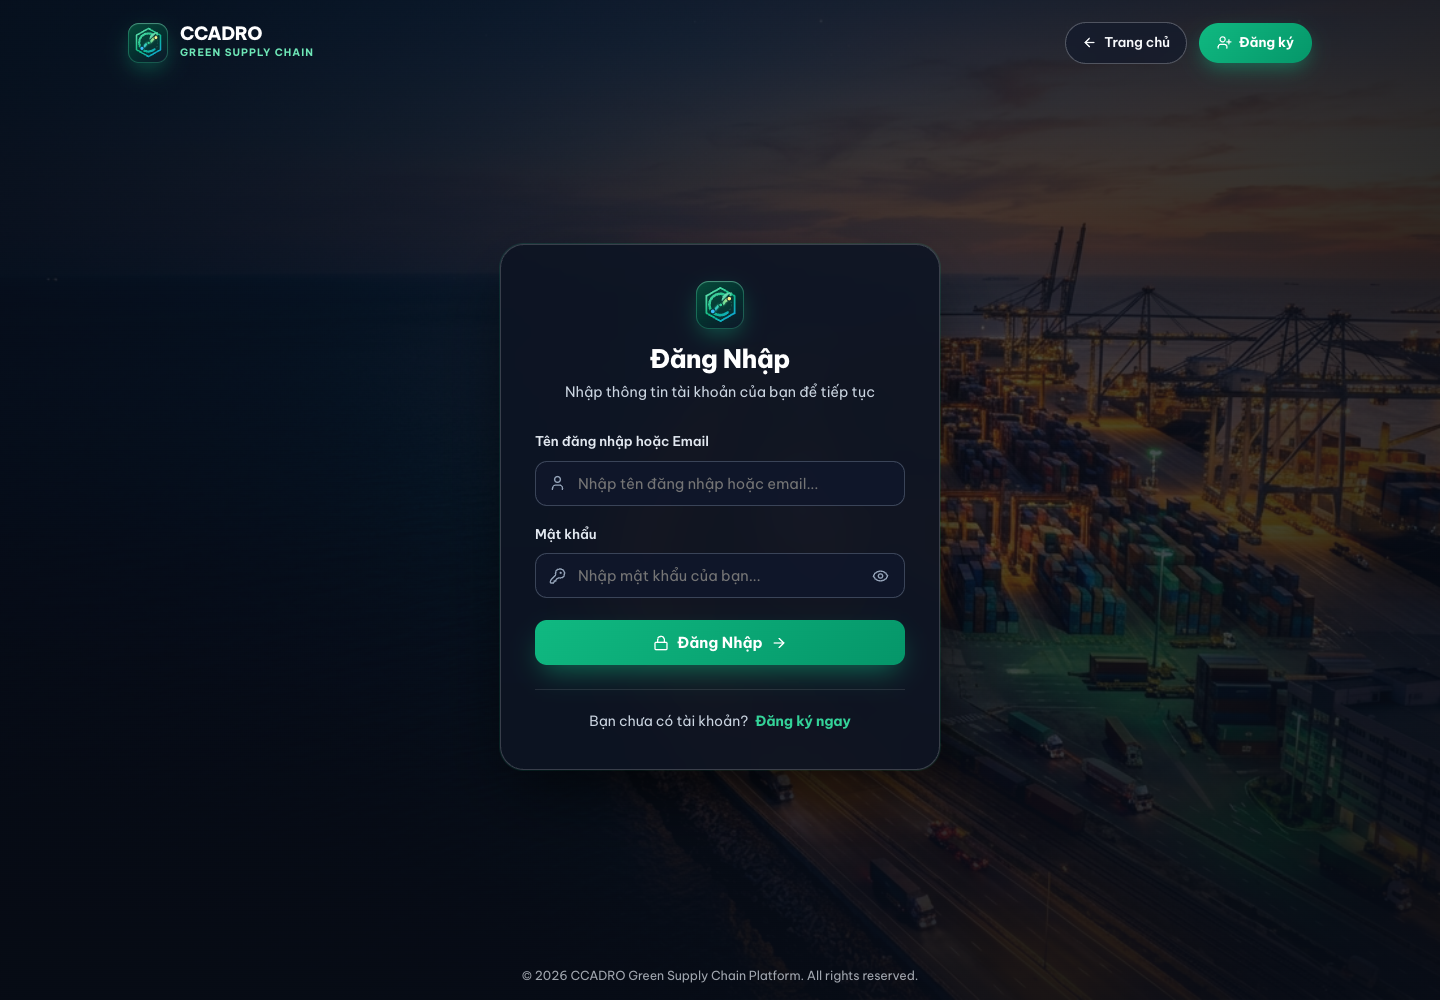 CCADRO
GREEN SUPPLY CHAIN
Trang chủ
Đăng ký
Đăng Nhập
Nhập thông tin tài khoản của bạn để tiếp tục
Tên đăng nhập hoặc Email
Nhập tên đăng nhập hoặc email...
Mật khẩu
Nhập mật khẩu của bạn...
Đăng Nhập
Bạn chưa có tài khoản? Đăng ký ngay
© 2026 CCADRO Green Supply Chain Platform. All rights reserved.